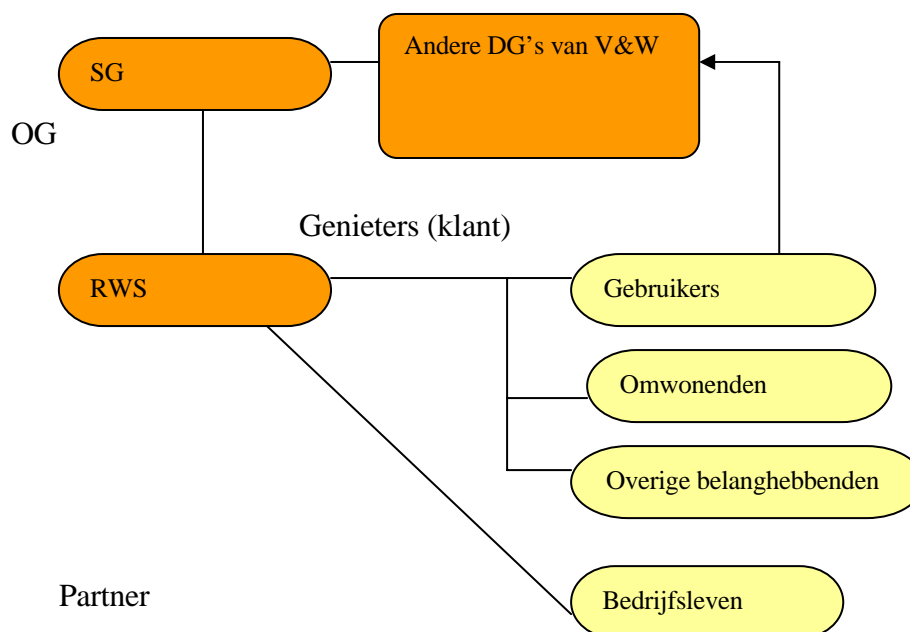 Andere DG’s van V&W
SG
OG
Genieters (klant)
RWS
Gebruikers
Omwonenden
Overige belanghebbenden
Bedrijfsleven
Partner